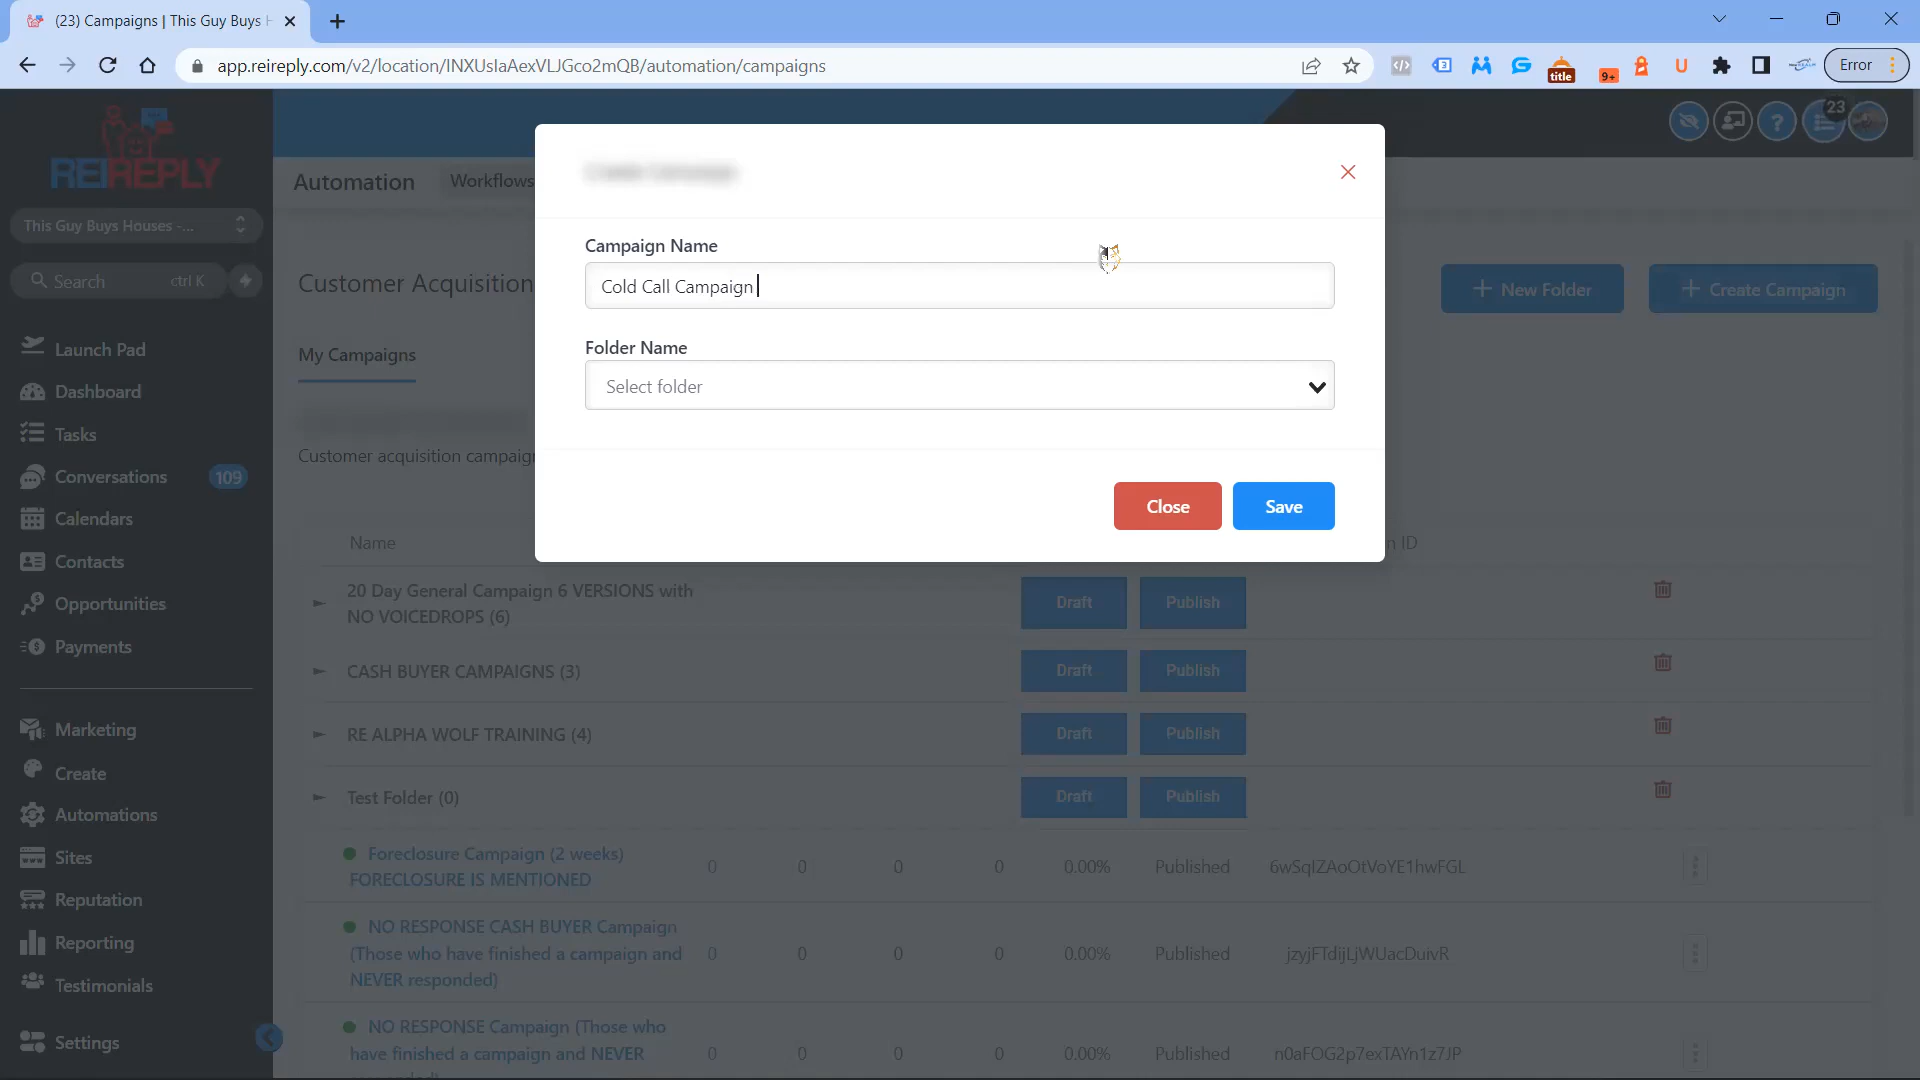 (23) Campaigns | This Guy Buys H
app.reireply.com/v2/location/INXUslaAexVLJGco2mQB/automation/campaigns
title
9+
Error
REIREPLY
23
Automation
Workflows
This Guy Buys Houses -...
Search
ctrl K
Customer Acquisition
New Folder
Create Campaign
Campaign Name
Cold Call Campaign
Folder Name
Select folder
Close
Save
My Campaigns
Customer acquisition campaign
Launch Pad
Dashboard
Tasks
Conversations
109
Calendars
Contacts
Opportunities
Payments
Marketing
Create
Automations
Sites
Reputation
Reporting
Testimonials
Settings
Name
n ID
20 Day General Campaign 6 VERSIONS with
NO VOICEDROPS (6)
Draft
Publish
CASH BUYER CAMPAIGNS (3)
Draft
Publish
RE ALPHA WOLF TRAINING (4)
Draft
Publish
Test Folder (0)
Draft
Publish
Foreclosure Campaign (2 weeks)
FORECLOSURE IS MENTIONED
0 0 0 0 0.00% Published 6wSqIZAoOtVoYE1hwFGL
NO RESPONSE CASH BUYER Campaign
(Those who have finished a campaign and
NEVER responded)
0 0 0 0 0.00% Published jzyjFTdijLjWUacDuivR
NO RESPONSE Campaign (Those who
have finished a campaign and NEVER
0 0 0 0 0.00% Published n0aFOG2p7exTAYn1z7JP